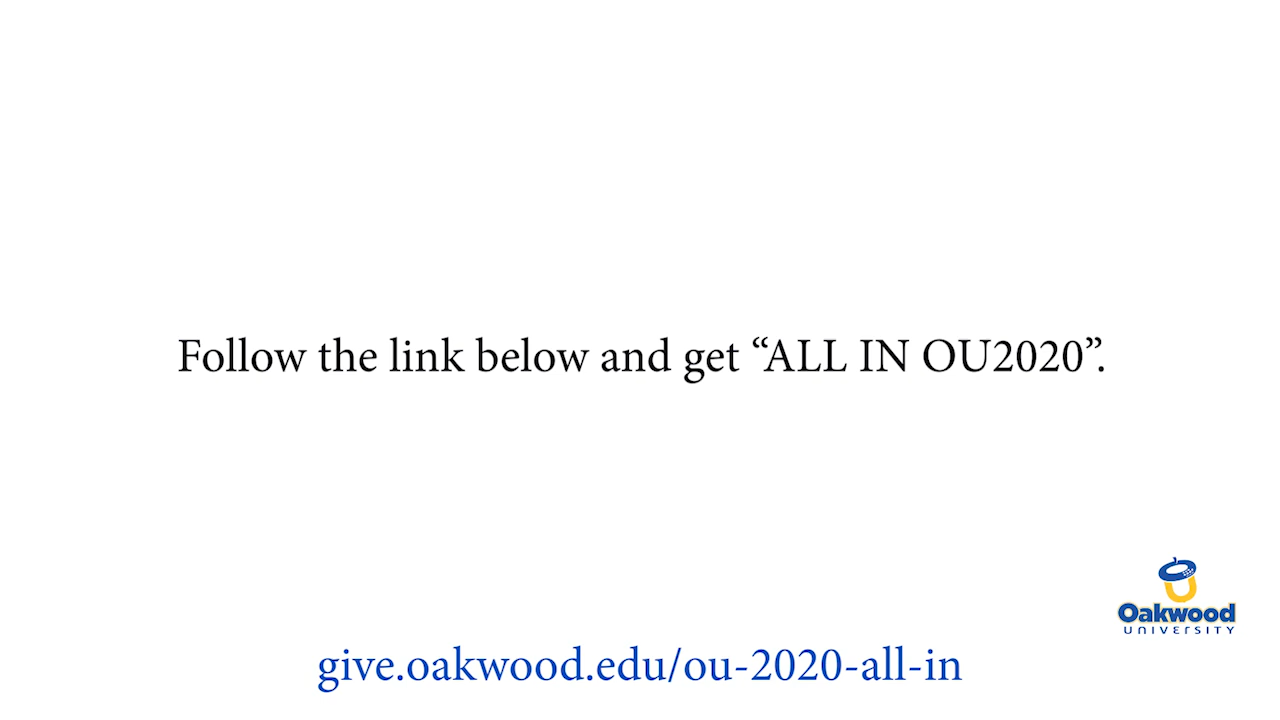 Follow the link below and get “ALL IN OU2020”.
Oakwood
UNIVERSITY
give.oakwood.edu/ou-2020-all-in